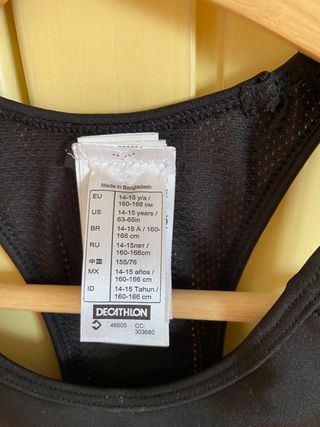 Made in Bangladesh
EU 14-15 y/a / 160-166 см
US 14-15 years / 63-65in
BR 14-15 A / 160-166 cm
RU 14-15лет / 160-166cm
中国 155/76
MX 14-15 años / 160-166 cm
ID 14-15 Tahun / 160-166 cm
DECATHLON
46605 CC:
303680